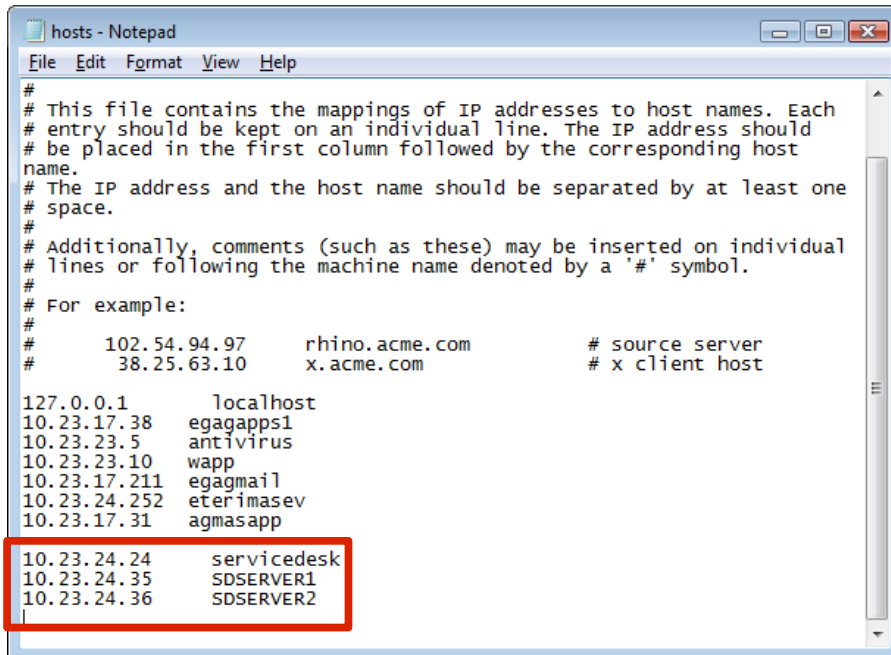 hosts - Notepad
File Edit Format View Help
#
# This file contains the mappings of IP addresses to host names. Each
# entry should be kept on an individual line. The IP address should
# be placed in the first column followed by the corresponding host
name.
# The IP address and the host name should be separated by at least one
# space.
#
# Additionally, comments (such as these) may be inserted on individual
# lines or following the machine name denoted by a '#' symbol.
#
# For example:
#
#      102.54.94.97     rhino.acme.com          # source server
#       38.25.63.10     x.acme.com              # x client host
127.0.0.1       localhost
10.23.17.38   egagapps1
10.23.23.5    antivirus
10.23.23.10   wapp
10.23.17.211  egagmail
10.23.24.252  eterimasev
10.23.17.31   agmasapp
10.23.24.24     servicedesk
10.23.24.35     SDSERVER1
10.23.24.36     SDSERVER2